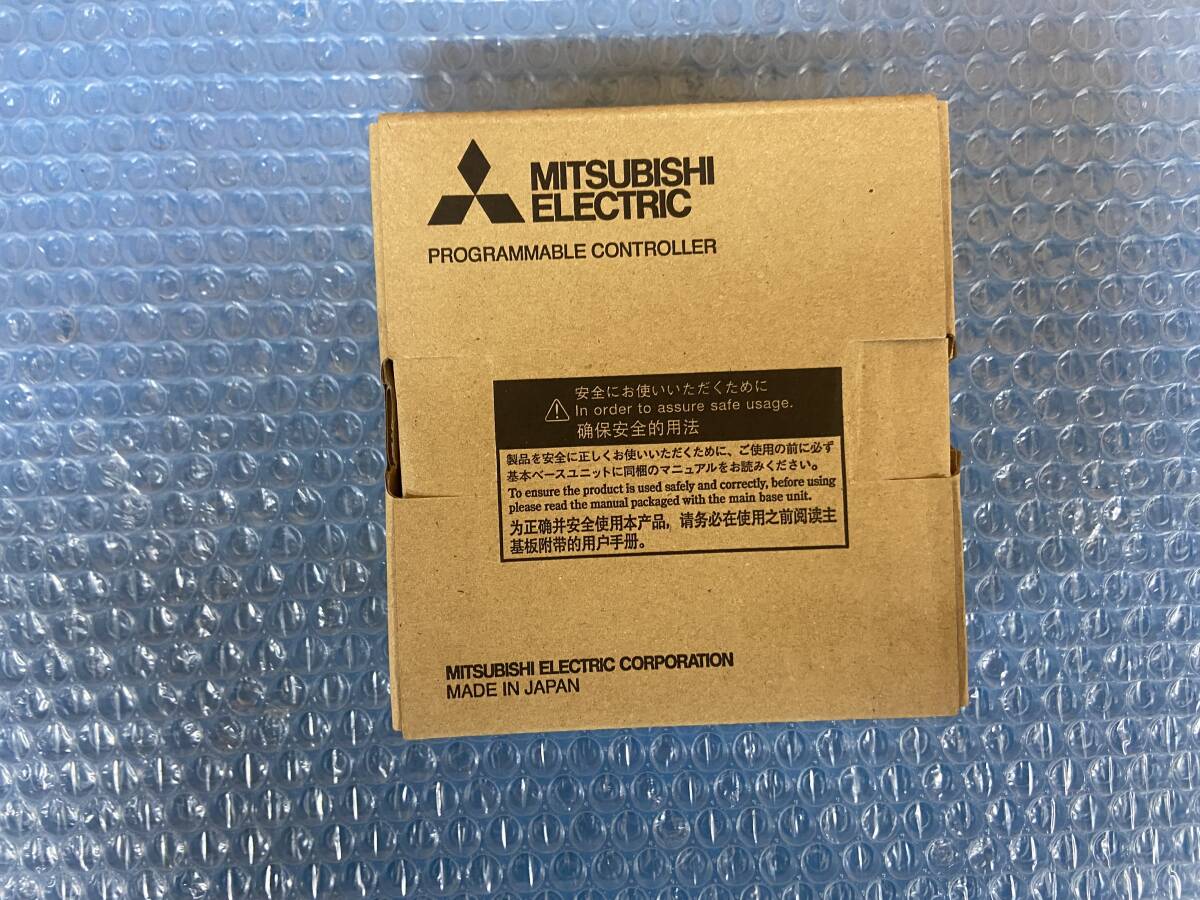 MITSUBISHI
ELECTRIC
PROGRAMMABLE CONTROLLER
安全にお使いいただくために
In order to assure safe usage.
确保安全的用法
製品を安全に正しくお使いいただくために、ご使用の前に必ず
基本ベースユニットに同梱のマニュアルをお読みください。
To ensure the product is used safely and correctly, before using
please read the manual packaged with the main base unit.
为正确并安全使用本产品，请务必在使用之前阅读主
基板附带的用户手册。
MITSUBISHI ELECTRIC CORPORATION
MADE IN JAPAN